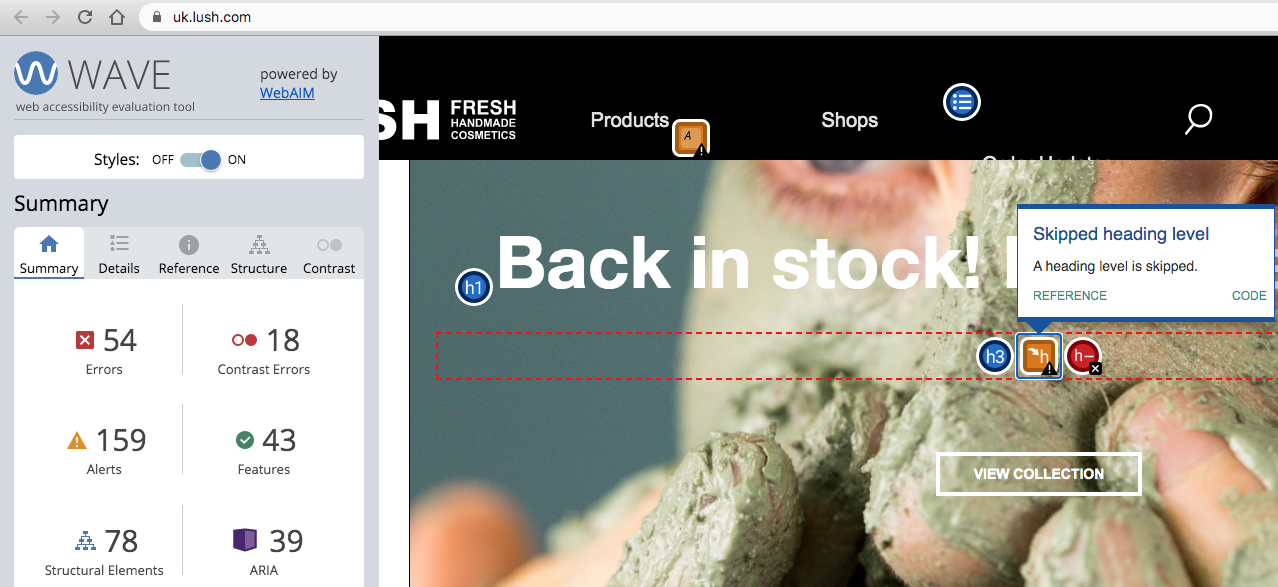 uk.lush.com
WAVE
web accessibility evaluation tool
powered by
WebAIM
Styles: OFF ON
Summary
Summary Details Reference Structure Contrast
54
Errors
18
Contrast Errors
159
Alerts
43
Features
78
Structural Elements
39
ARIA
SH FRESH
HANDMADE
COSMETICS
Products
A
Shops
h1
Back in stock!
Skipped heading level
A heading level is skipped.
REFERENCE CODE
h3 h h–
VIEW COLLECTION